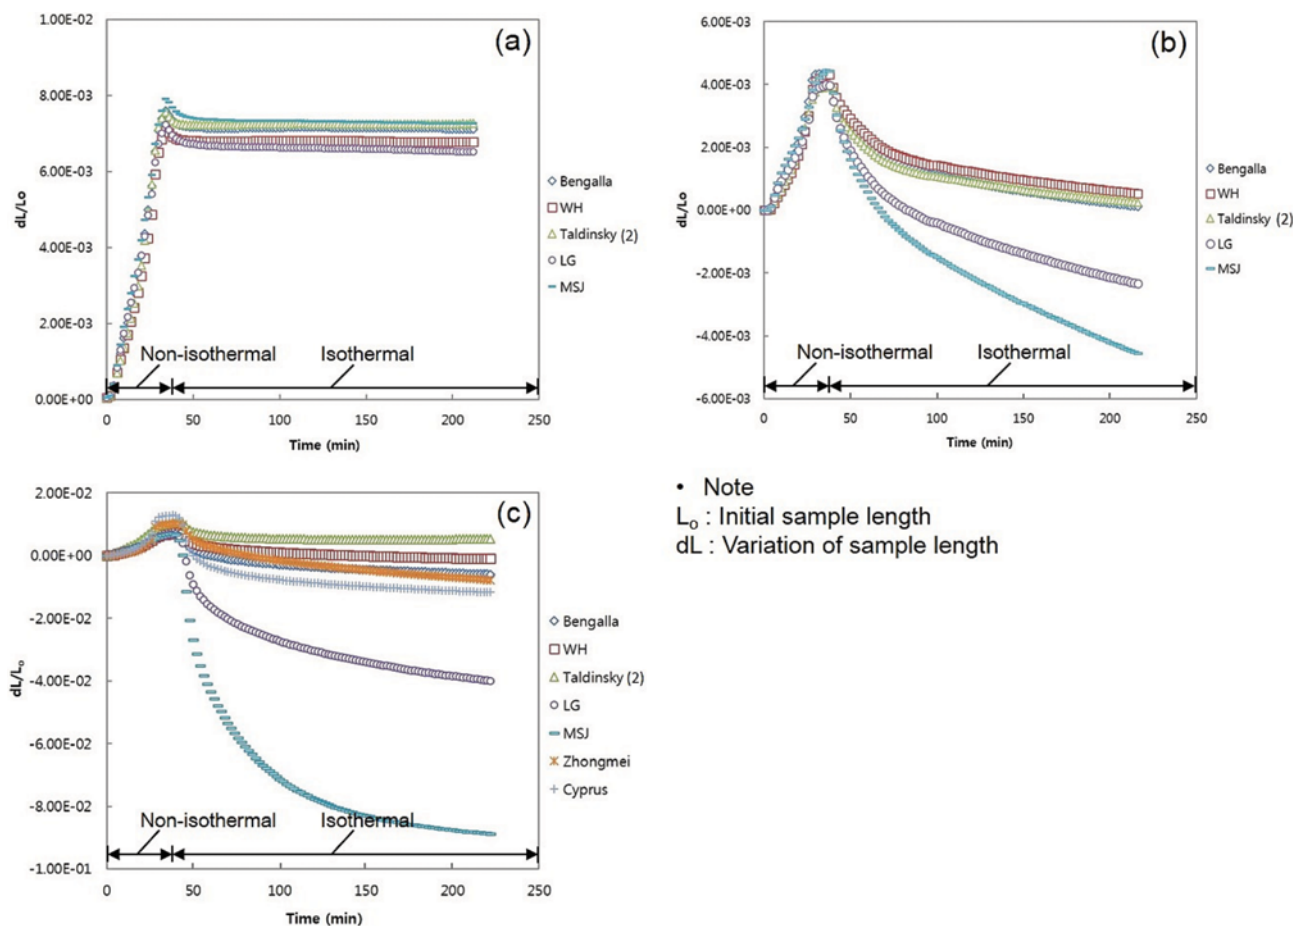 (a)
1.00E-02
8.00E-03
6.00E-03
4.00E-03
2.00E-03
0.00E+00
dL/Lo
Bengalla
WH
Taldinsky (2)
LG
MSJ
Non-isothermal
Isothermal
0 50 100 150 200 250
Time (min)
(b)
6.00E-03
4.00E-03
2.00E-03
0.00E+00
-2.00E-03
-4.00E-03
-6.00E-03
dL/Lo
Bengalla
WH
Taldinsky (2)
LG
MSJ
Non-isothermal
Isothermal
0 50 100 150 200 250
Time (min)
(c)
2.00E-02
0.00E+00
-2.00E-02
-4.00E-02
-6.00E-02
-8.00E-02
-1.00E-01
dL/Lₒ
Bengalla
WH
Taldinsky (2)
LG
MSJ
Zhongmei
Cyprus
Non-isothermal
Isothermal
0 50 100 150 200 250
Time (min)
• Note
Lₒ : Initial sample length
dL : Variation of sample length